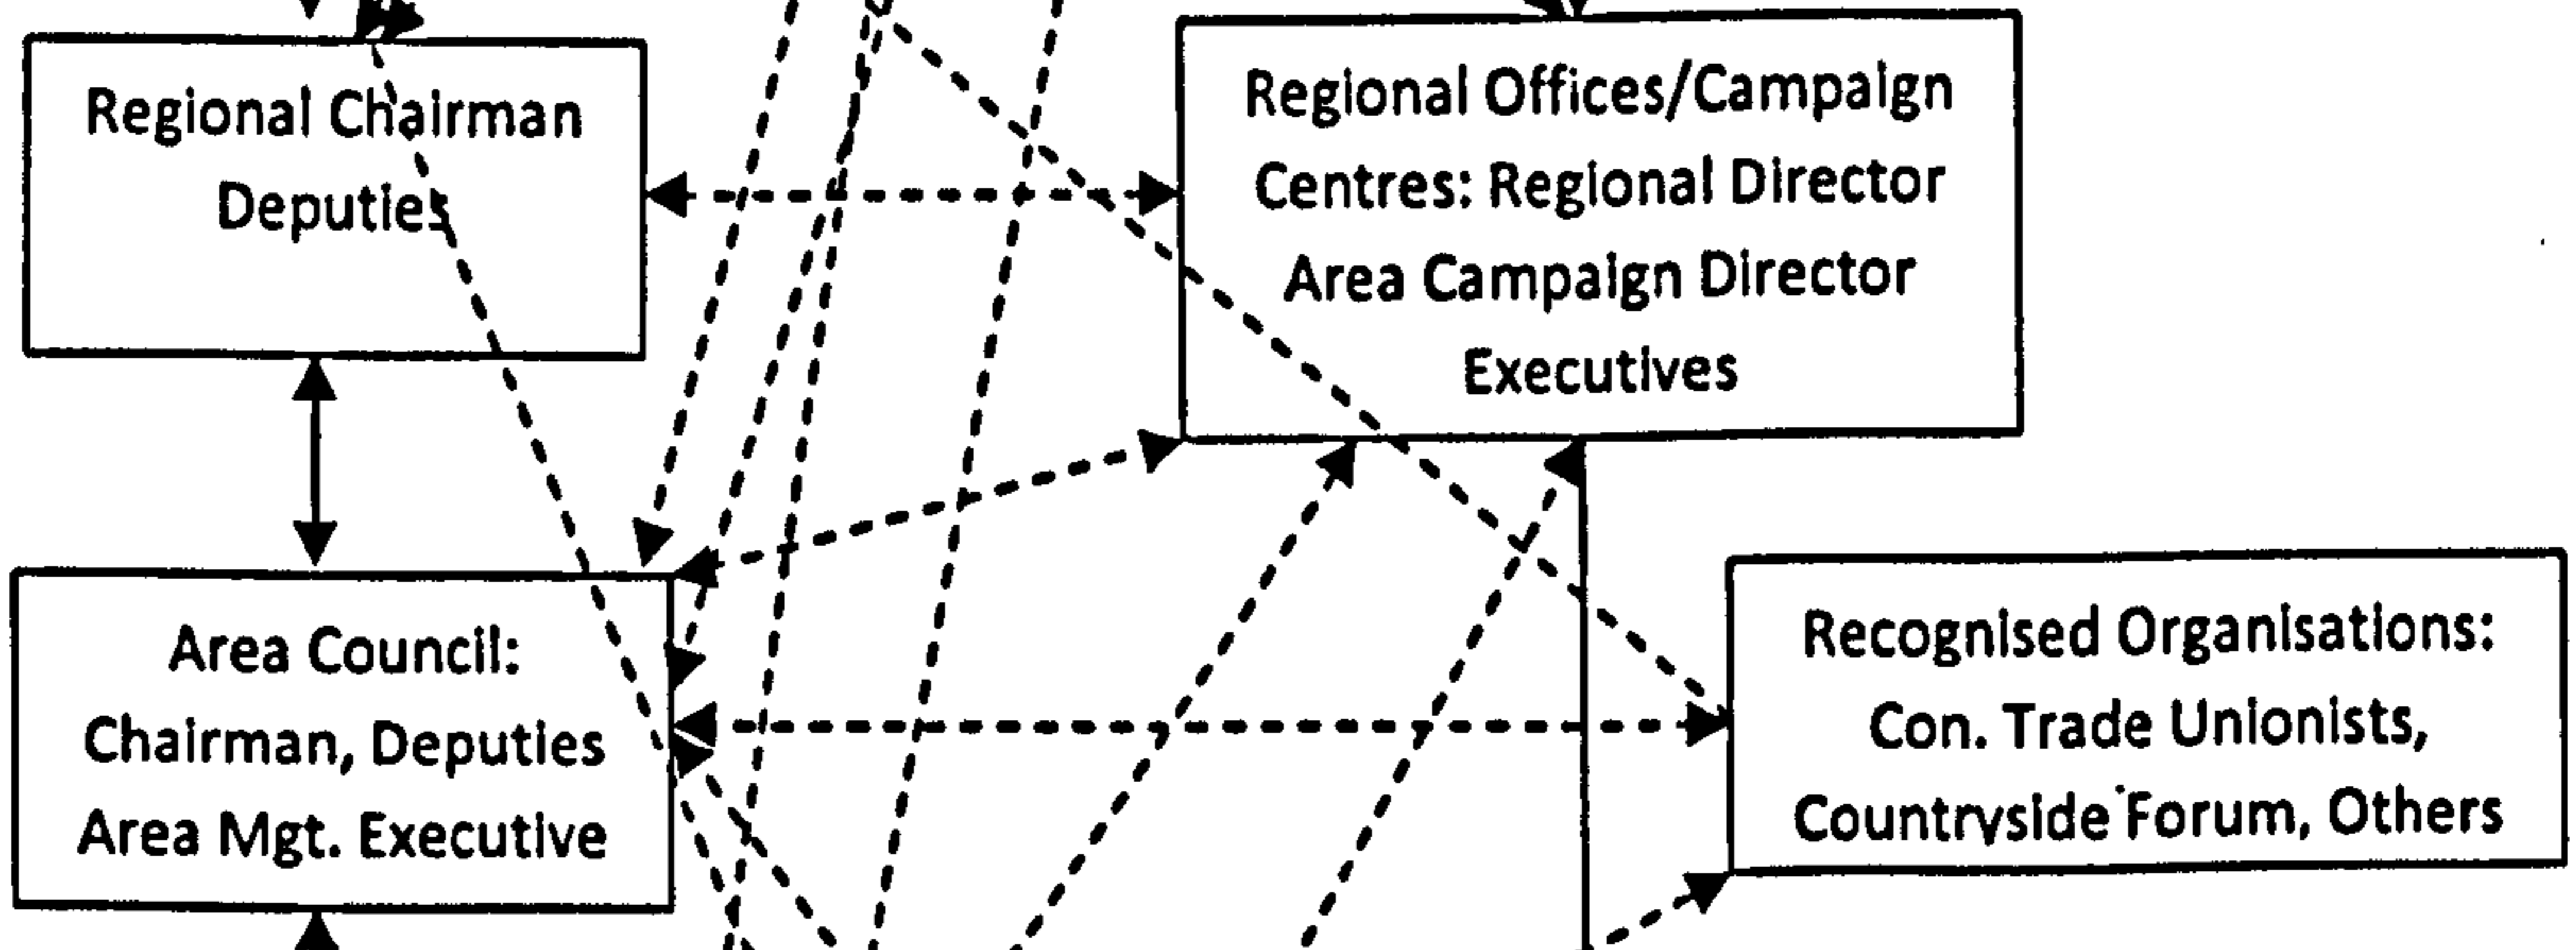 Regional Chairman
Deputies
Regional Offices/Campaign
Centres: Regional Director
Area Campaign Director
Executives
Area Council:
Chairman, Deputies
Area Mgt. Executive
Recognised Organisations:
Con. Trade Unionists,
Countryside Forum, Others